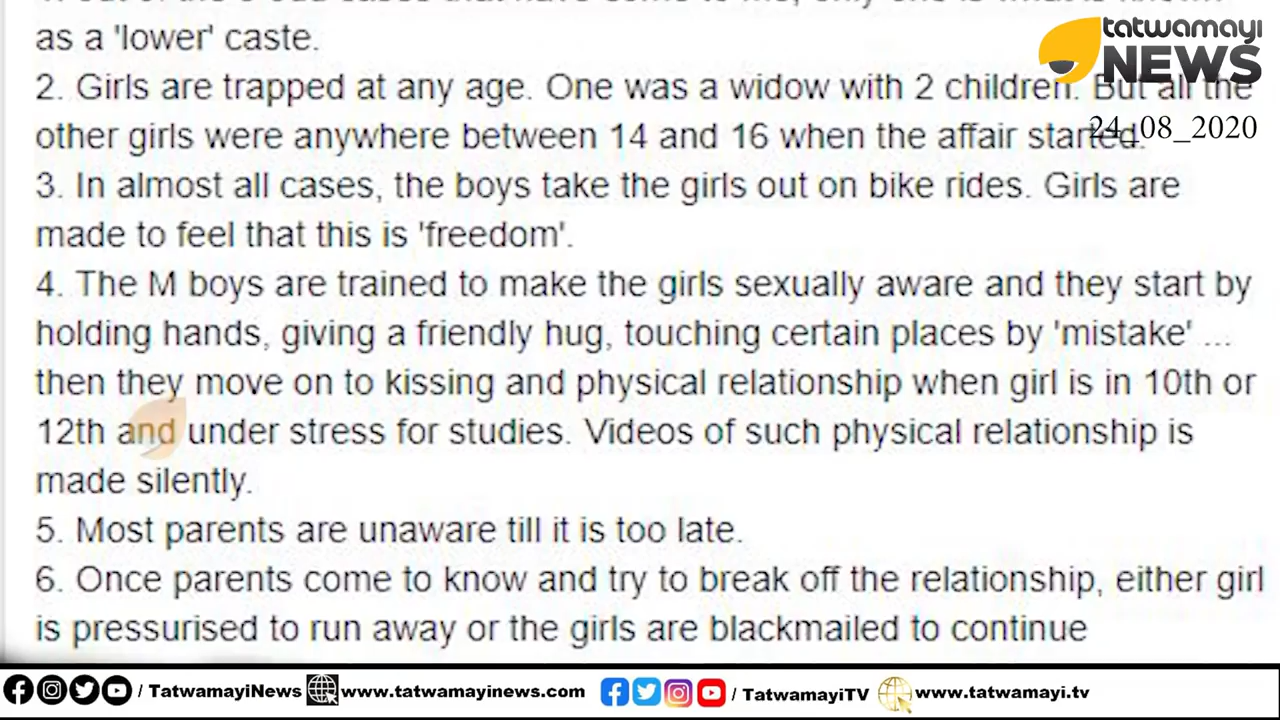 as a 'lower' caste.
2. Girls are trapped at any age. One was a widow with 2 children. But all the
other girls were anywhere between 14 and 16 when the affair started.
3. In almost all cases, the boys take the girls out on bike rides. Girls are
made to feel that this is 'freedom'.
4. The M boys are trained to make the girls sexually aware and they start by
holding hands, giving a friendly hug, touching certain places by 'mistake' ...
then they move on to kissing and physical relationship when girl is in 10th or
12th and under stress for studies. Videos of such physical relationship is
made silently.
5. Most parents are unaware till it is too late.
6. Once parents come to know and try to break off the relationship, either girl
is pressurised to run away or the girls are blackmailed to continue
tatwamayi
NEWS
24_08_2020
/ TatwamayiNews www.tatwamayinews.com / TatwamayiTV www.tatwamayi.tv